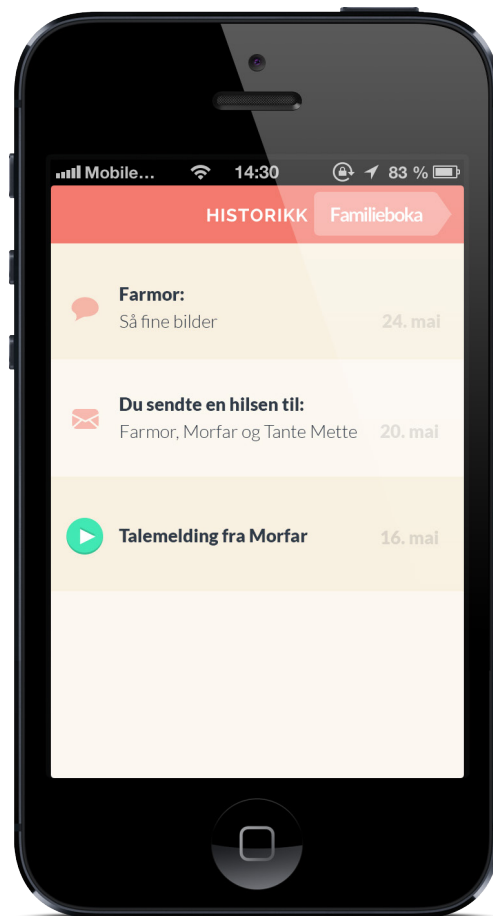 Mobile... 14:30 83 %
HISTORIKK Familieboka
Farmor:
Så fine bilder 24. mai
Du sendte en hilsen til:
Farmor, Morfar og Tante Mette 20. mai
Talemelding fra Morfar 16. mai